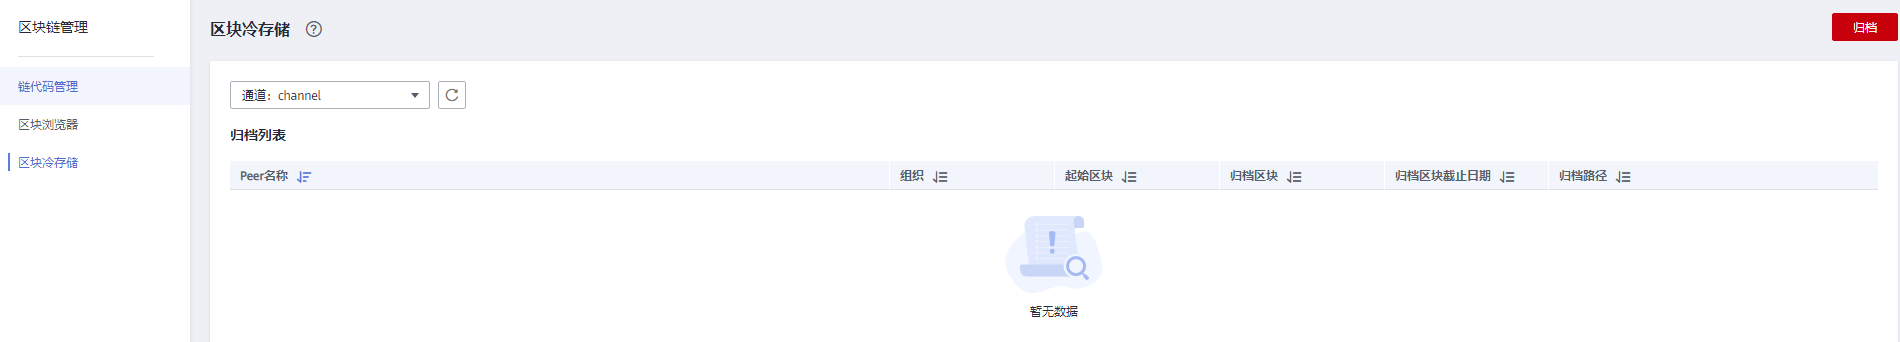 区块链管理
链代码管理
区块浏览器
区块冷存储
区块冷存储 ?
归档
通道：channel
归档列表
Peer名称 组织 起始区块 归档区块 归档区块截止日期 归档路径
暂无数据